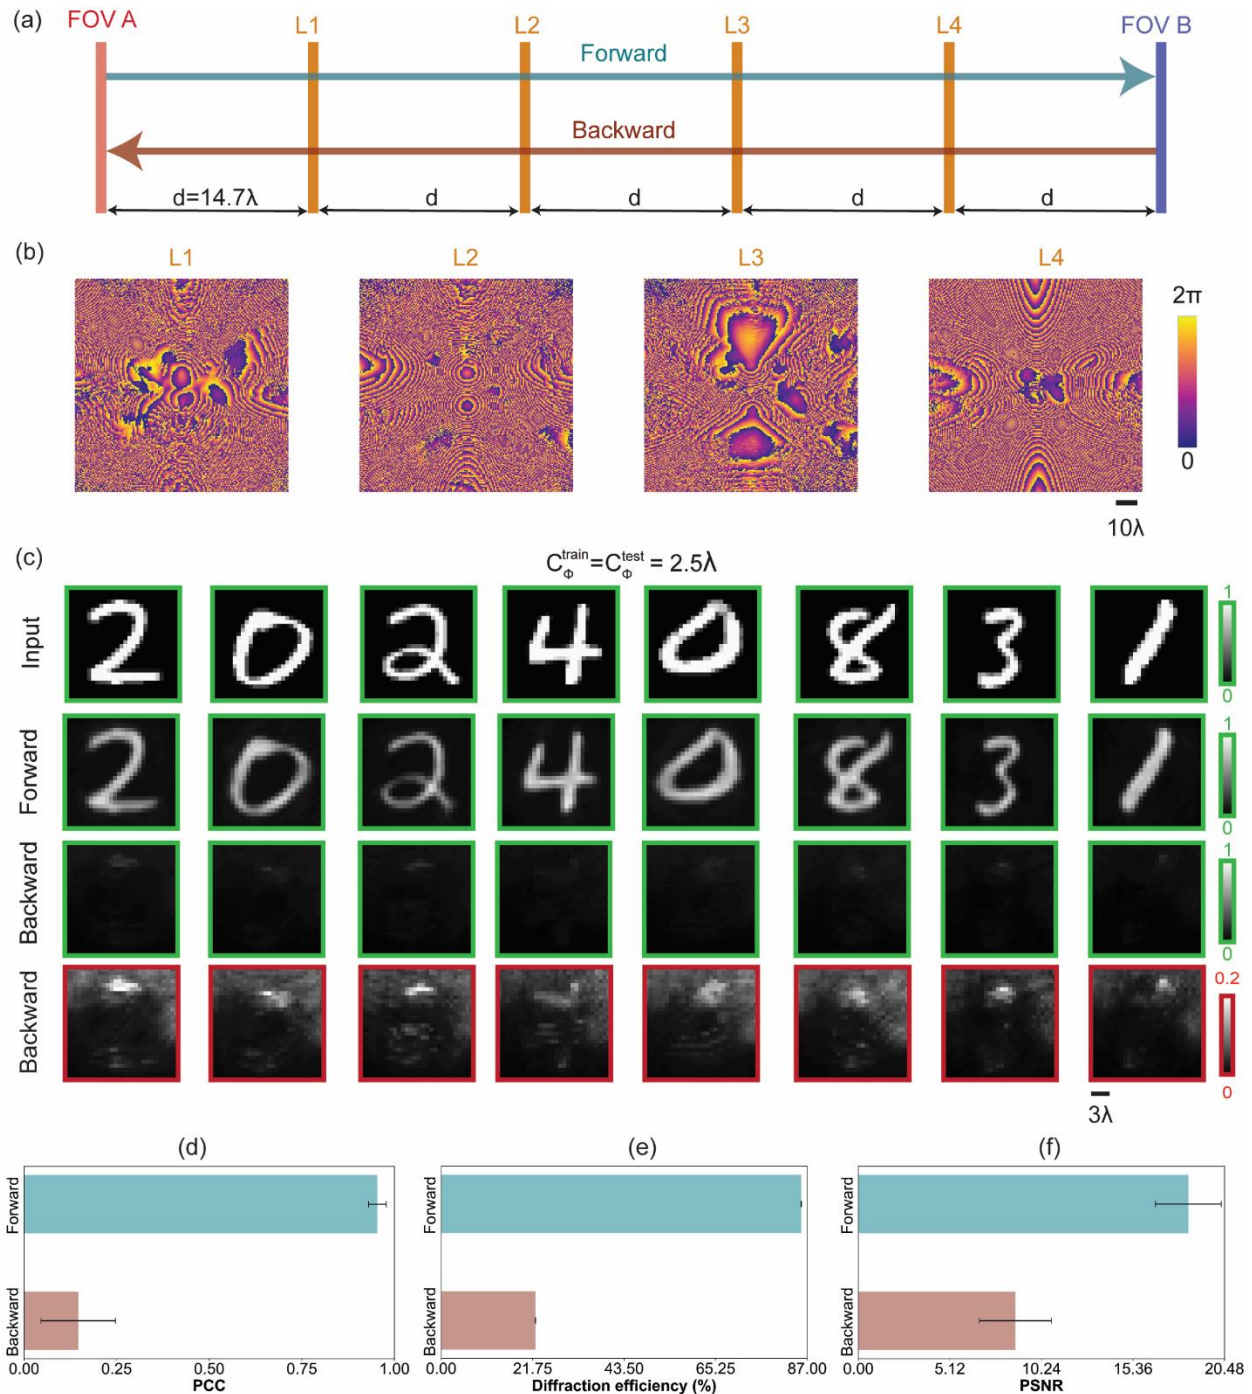 (a)
FOV A
L1
L2
L3
L4
FOV B
Forward
Backward
d=14.7λ
d
d
d
d
(b)
L1
L2
L3
L4
2π
0
10λ
(c)
C_Φ^train=C_Φ^test = 2.5λ
Input
1
0
Forward
1
0
Backward
1
0
Backward
0.2
0
3λ
(d)
Forward
Backward
0.00 0.25 0.50 0.75 1.00
PCC
(e)
Forward
Backward
0.00 21.75 43.50 65.25 87.00
Diffraction efficiency (%)
(f)
Forward
Backward
0.00 5.12 10.24 15.36 20.48
PSNR